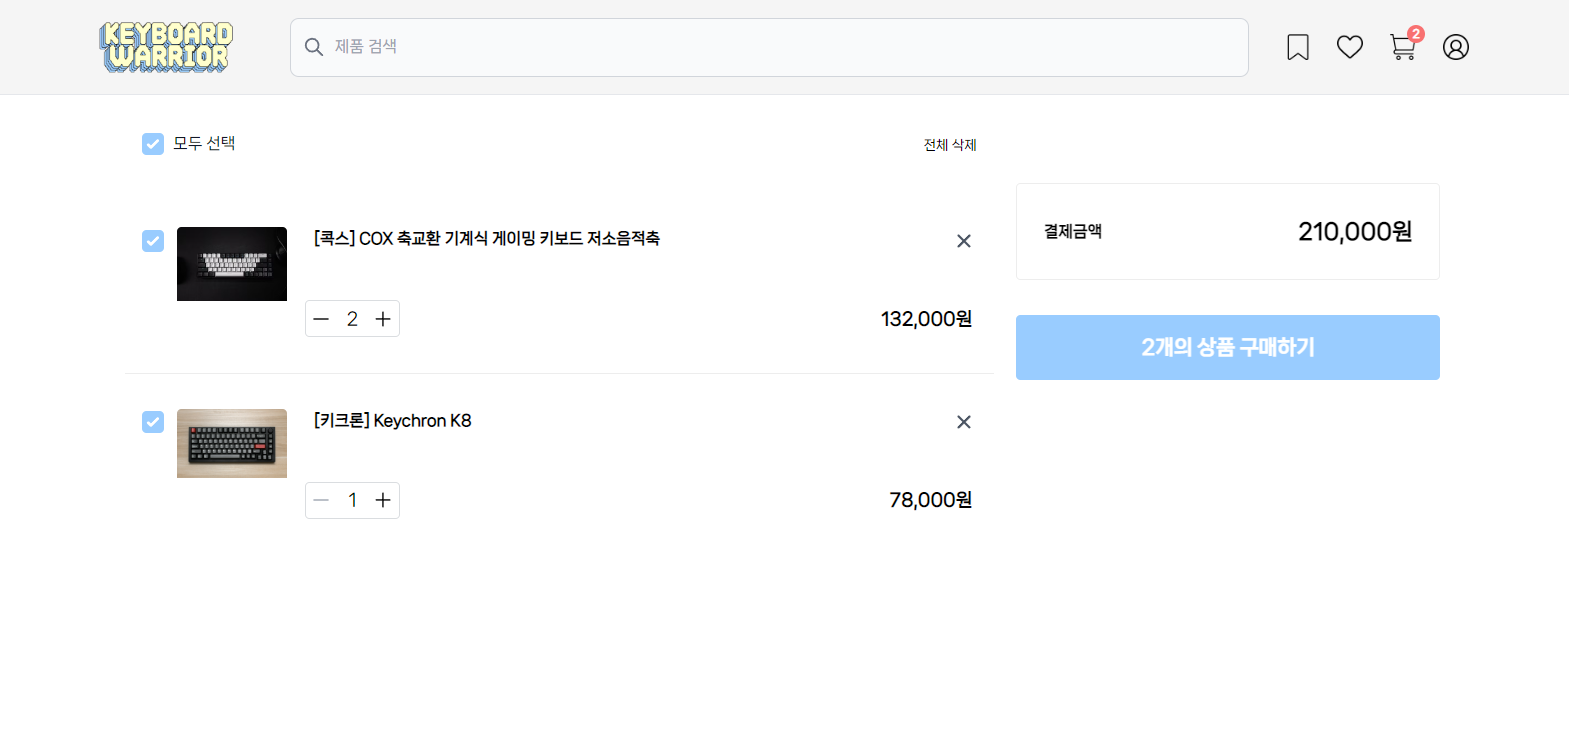 KEYBOARD
WARRIOR
제품 검색
2
모두 선택
전체 삭제
[콕스] COX 축교환 기계식 게이밍 키보드 저소음적축
2
132,000원
[키크론] Keychron K8
1
78,000원
결제금액
210,000원
2개의 상품 구매하기